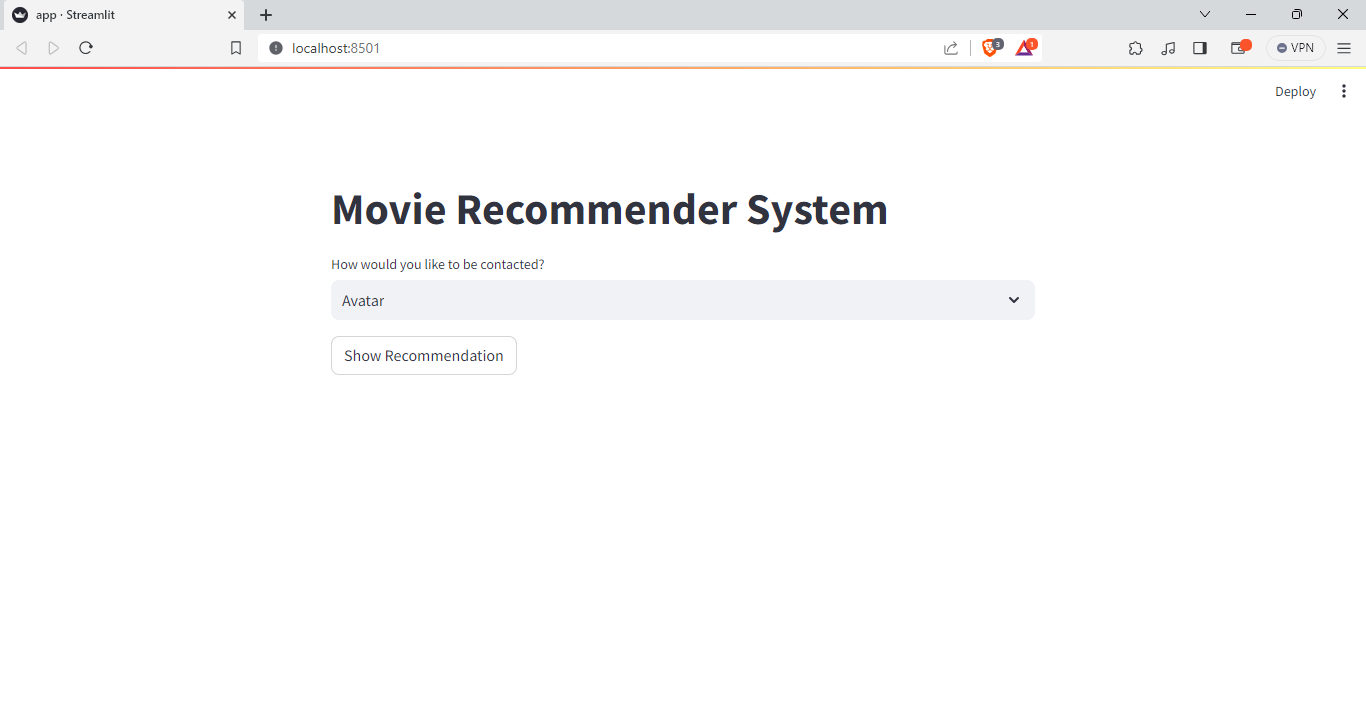 app · Streamlit
localhost:8501
3
1
VPN
Deploy
Movie Recommender System
How would you like to be contacted?
Avatar
Show Recommendation